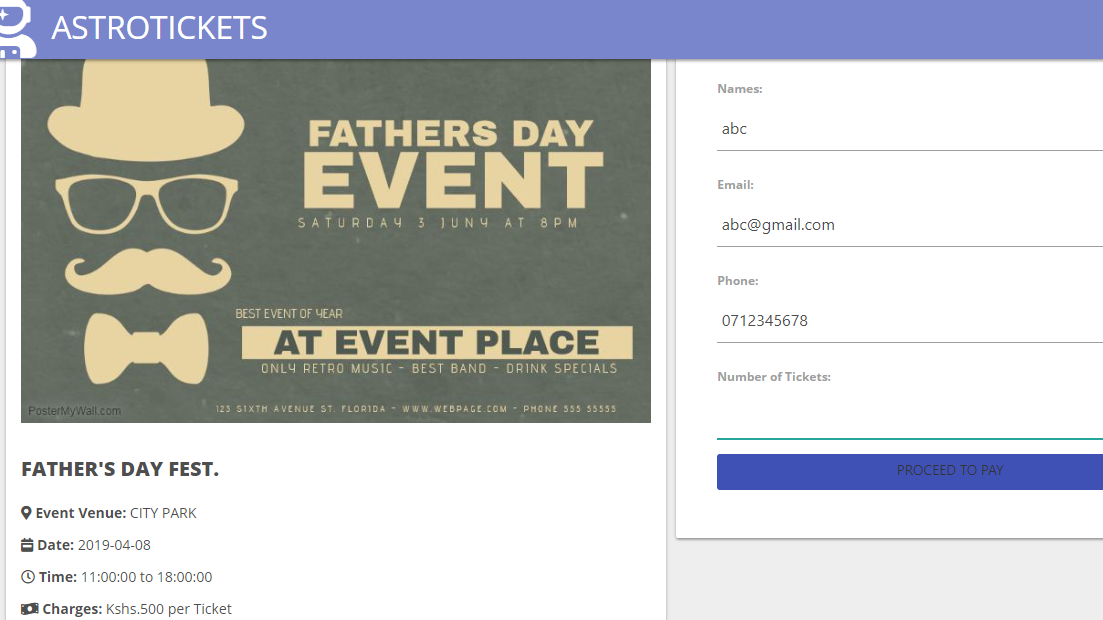 ASTROTICKETS
FATHERS DAY
EVENT
SATURDAY 3 JUNY AT 8PM
BEST EVENT OF YEAR
AT EVENT PLACE
ONLY RETRO MUSIC - BEST BAND - DRINK SPECIALS
123 SIXTH AVENUE ST. FLORIDA - WWW.WEBPAGE.COM - PHONE 555 55555
PosterMyWall.com
FATHER'S DAY FEST.
Event Venue: CITY PARK
Date: 2019-04-08
Time: 11:00:00 to 18:00:00
Charges: Kshs.500 per Ticket
Names:
abc
Email:
abc@gmail.com
Phone:
0712345678
Number of Tickets:
PROCEED TO PAY